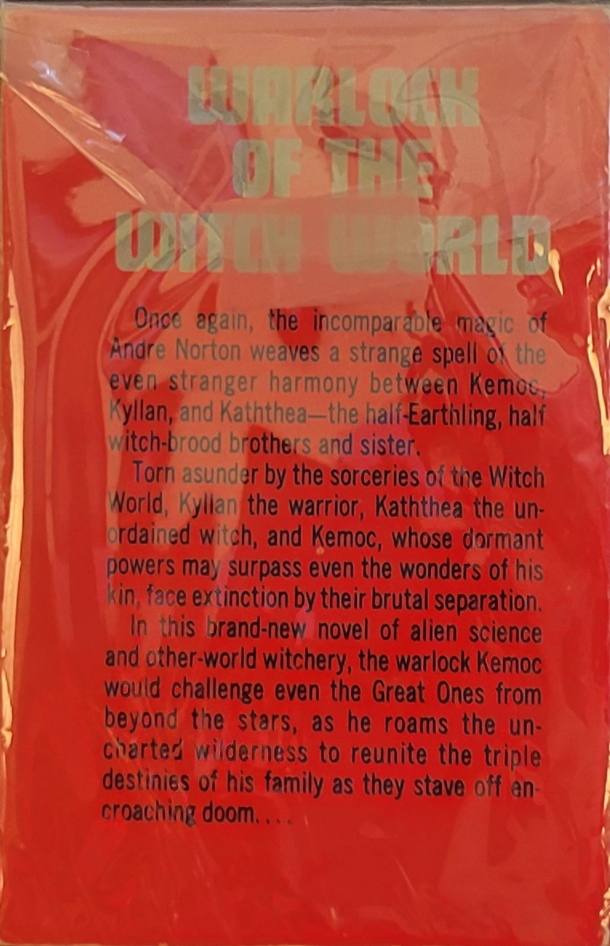 WARLOCK
OF THE
WITCH WORLD
Once again, the incomparable magic of
Andre Norton weaves a strange spell of the
even stranger harmony between Kemoc,
Kyllan, and Kaththea—the half-Earthling, half
witch-brood brothers and sister.
Torn asunder by the sorceries of the Witch
World, Kyllan the warrior, Kaththea the un-
ordained witch, and Kemoc, whose dormant
powers may surpass even the wonders of his
kin, face extinction by their brutal separation.
In this brand-new novel of alien science
and other-world witchery, the warlock Kemoc
would challenge even the Great Ones from
beyond the stars, as he roams the un-
charted wilderness to reunite the triple
destinies of his family as they stave off en-
croaching doom....